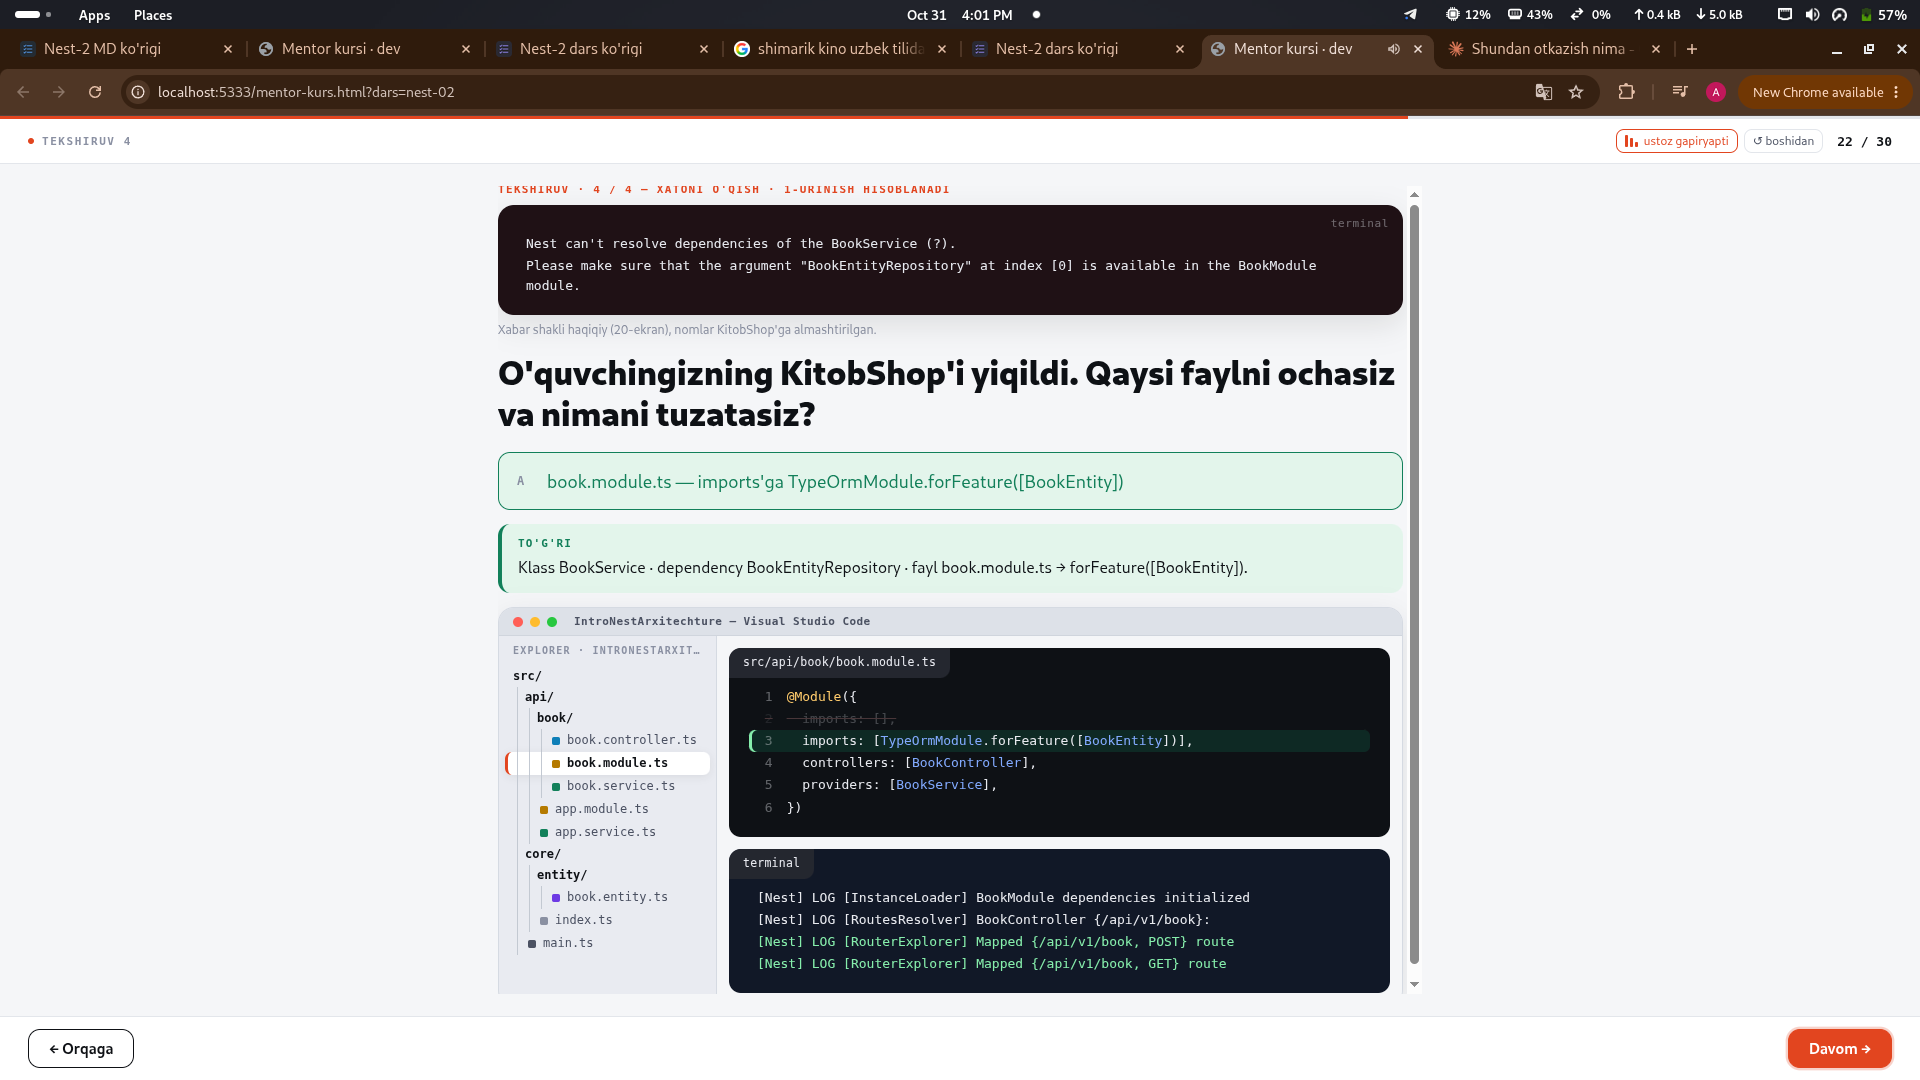 Apps Places Oct 31 4:01 PM 12% 43% 0% 0.4 kB 5.0 kB 57%
Nest-2 MD ko'rigi Mentor kursi · dev Nest-2 dars ko'rigi shimarik kino uzbek tilida Nest-2 dars ko'rigi Mentor kursi · dev Shundan otkazish nima -
localhost:5333/mentor-kurs.html?dars=nest-02 A New Chrome available
TEKSHIRUV 4 ustoz gapiryapti ↺ boshidan 22 / 30
TEKSHIRUV · 4 / 4 — XATONI O'QISH · 1-URINISH HISOBLANADI
terminal
Nest can't resolve dependencies of the BookService (?).
Please make sure that the argument "BookEntityRepository" at index [0] is available in the BookModule
module.
Xabar shakli haqiqiy (20-ekran), nomlar KitobShop'ga almashtirilgan.
O'quvchingizning KitobShop'i yiqildi. Qaysi faylni ochasiz
va nimani tuzatasiz?
A book.module.ts — imports'ga TypeOrmModule.forFeature([BookEntity])
TO'G'RI
Klass BookService · dependency BookEntityRepository · fayl book.module.ts → forFeature([BookEntity]).
IntroNestArxitechture — Visual Studio Code
EXPLORER · INTRONESTARXIT…
src/
api/
book/
book.controller.ts
book.module.ts
book.service.ts
app.module.ts
app.service.ts
core/
entity/
book.entity.ts
index.ts
main.ts
src/api/book/book.module.ts
1 @Module({
2 imports: [],
3 imports: [TypeOrmModule.forFeature([BookEntity])],
4 controllers: [BookController],
5 providers: [BookService],
6 })
terminal
[Nest] LOG [InstanceLoader] BookModule dependencies initialized
[Nest] LOG [RoutesResolver] BookController {/api/v1/book}:
[Nest] LOG [RouterExplorer] Mapped {/api/v1/book, POST} route
[Nest] LOG [RouterExplorer] Mapped {/api/v1/book, GET} route
← Orqaga Davom →